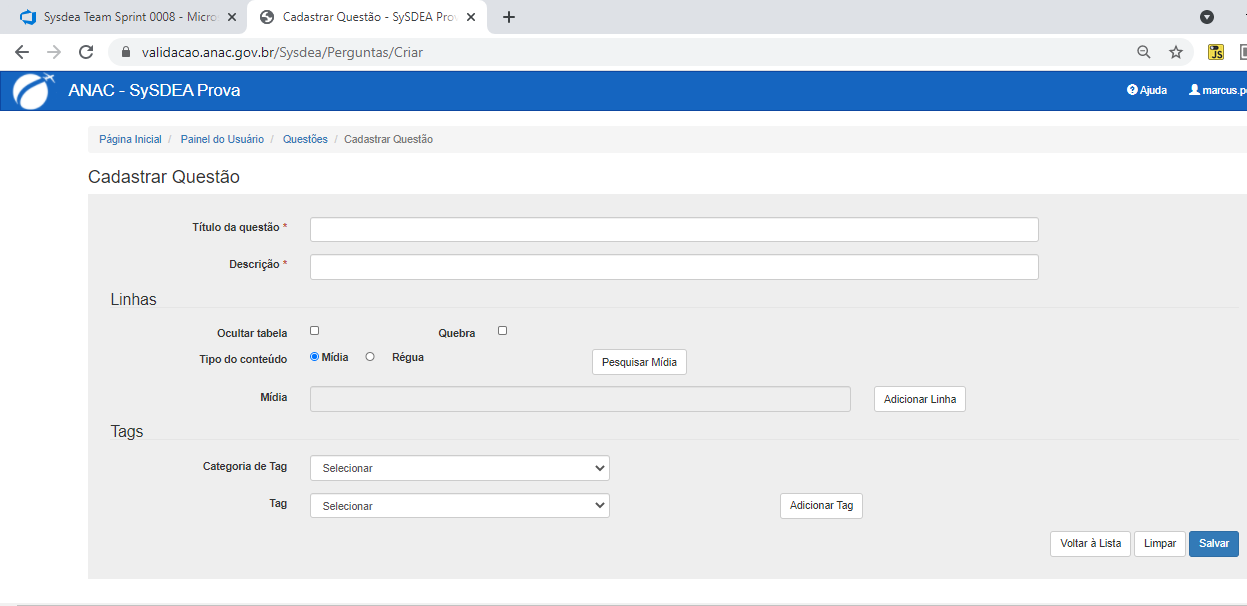 Sysdea Team Sprint 0008 - Micro
Cadastrar Questão - SySDEA Pro
validacao.anac.gov.br/Sysdea/Perguntas/Criar
JS
ANAC - SySDEA Prova
Ajuda
marcus.p
Página Inicial / Painel do Usuário / Questões / Cadastrar Questão
Cadastrar Questão
Título da questão *
Descrição *
Linhas
Ocultar tabela Quebra
Tipo do conteúdo Mídia Régua
Pesquisar Mídia
Mídia
Adicionar Linha
Tags
Categoria de Tag Selecionar
Tag Selecionar Adicionar Tag
Voltar à Lista Limpar Salvar